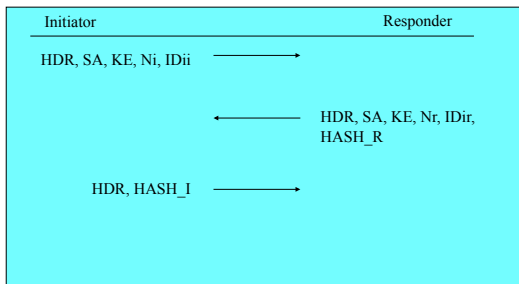 Initiator Responder
HDR, SA, KE, Ni, IDii
HDR, SA, KE, Nr, IDir,
HASH_R
HDR, HASH_I